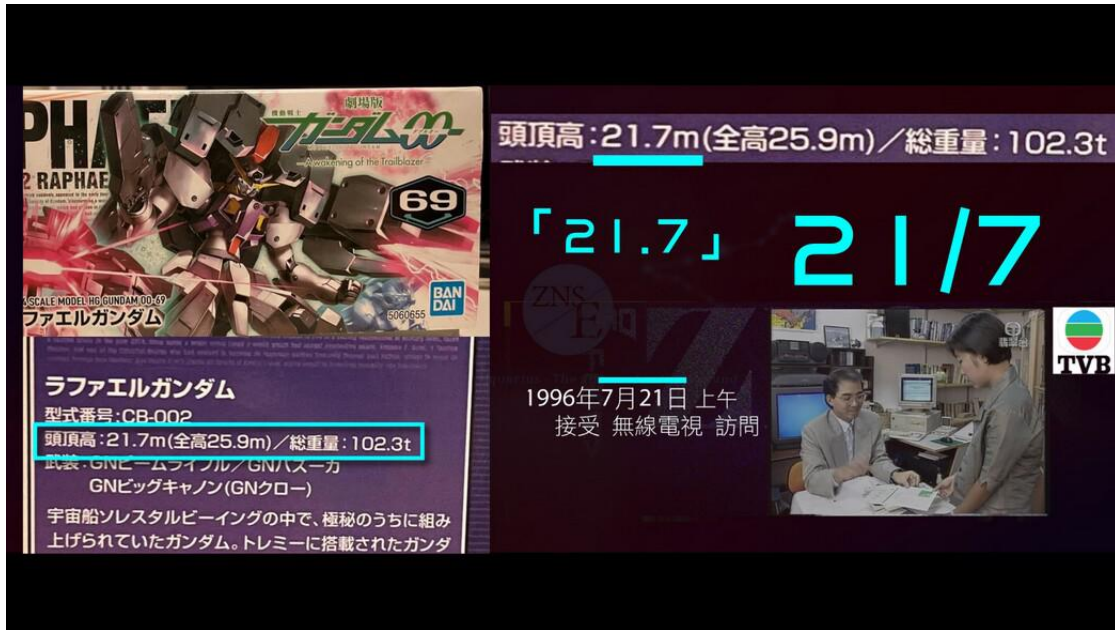 PHAE
2 RAPHAE
劇場版
機動戦士
ガンダムOO
–A wakening of the Trailblazer–
69
SCALE MODEL HG GUNDAM 00-69
ファエルガンダム
BAN
DAI
5060655
ラファエルガンダム
型式番号:CB-002
頭頂高:21.7m(全高25.9m)/総重量:102.3t
武装:GNビームライフル/GNバズーカ
GNビッグキャノン(GNクロー)
宇宙船ソレスタルビーイングの中で、極秘のうちに組み
上げられていたガンダム。トレミーに搭載されたガンダ
頭頂高:21.7m(全高25.9m)/総重量:102.3t
「21.7」
21/7
ZNS
E
1996年7月21日 上午
接受 無線電視 訪問
翡翠台
TVB